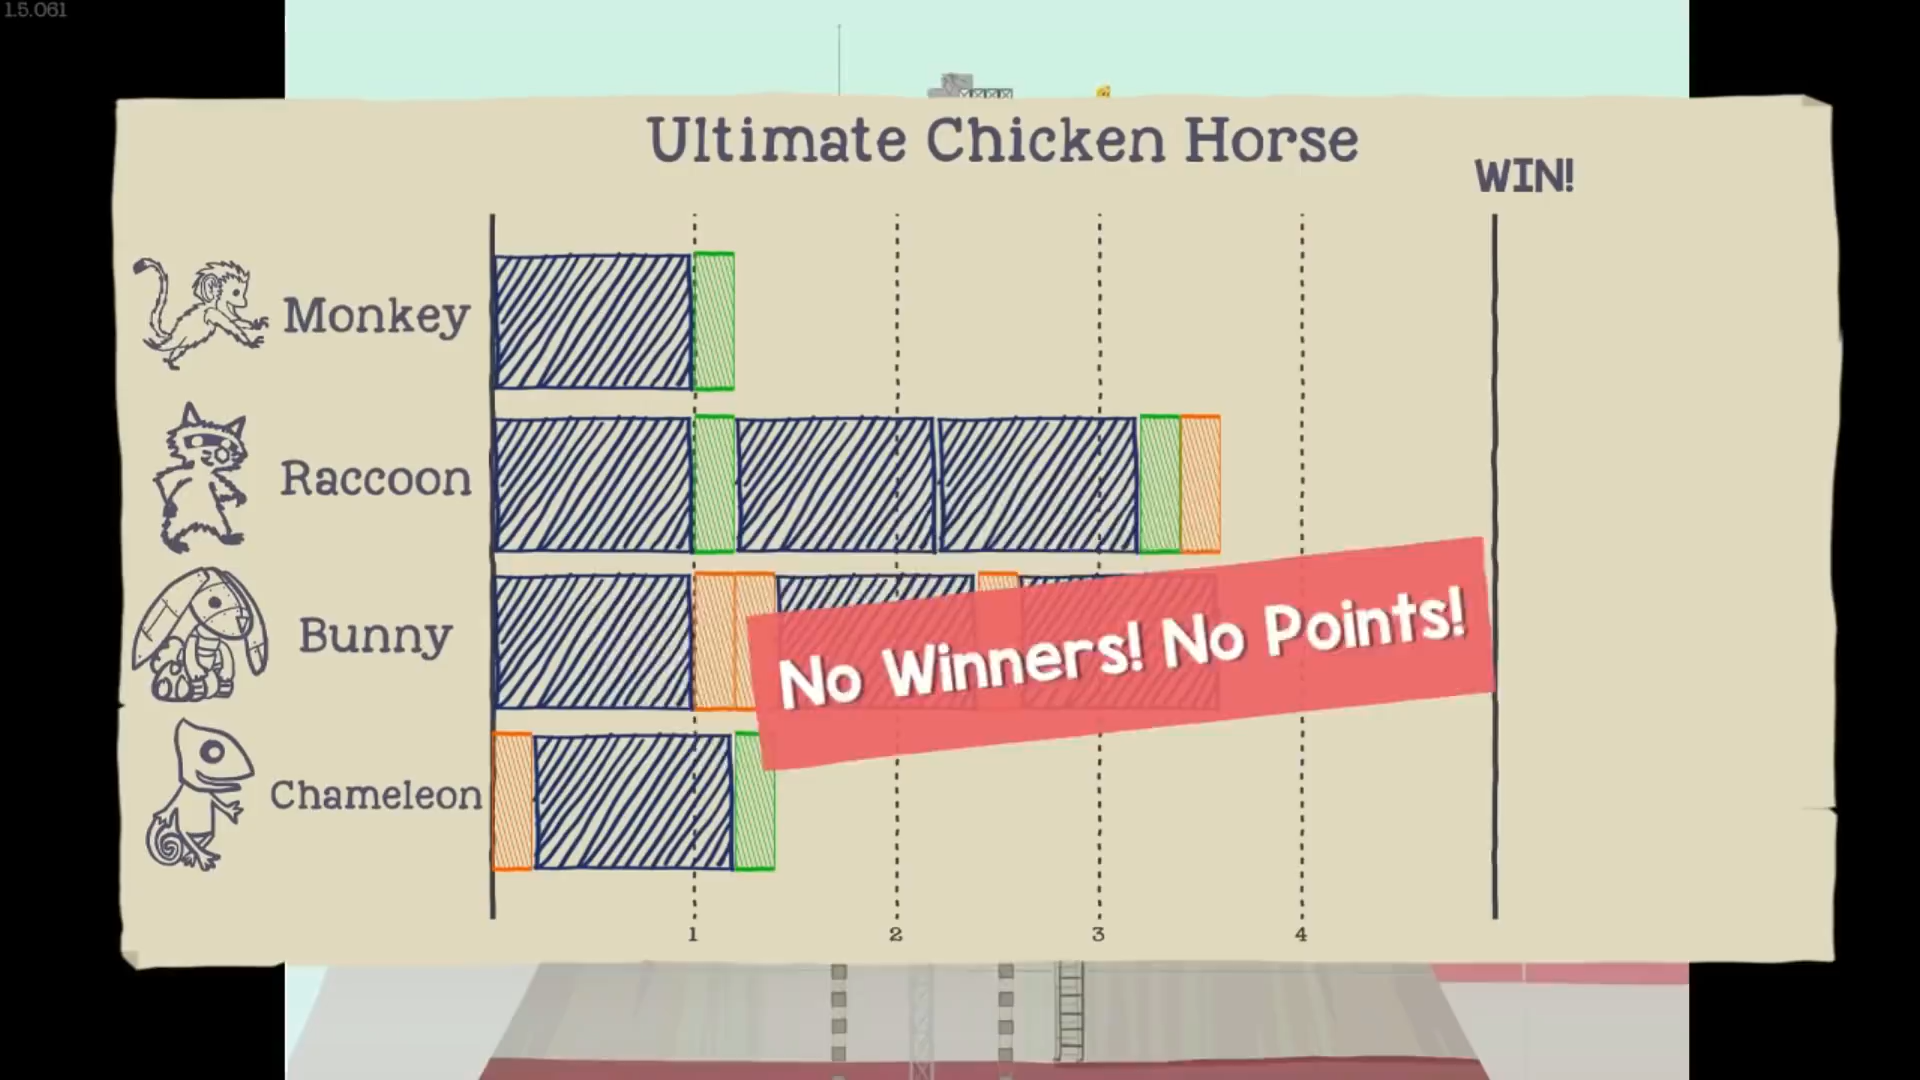 1.5.061
Ultimate Chicken Horse
WIN!
Monkey
Raccoon
Bunny
No Winners! No Points!
Chameleon
1 2 3 4